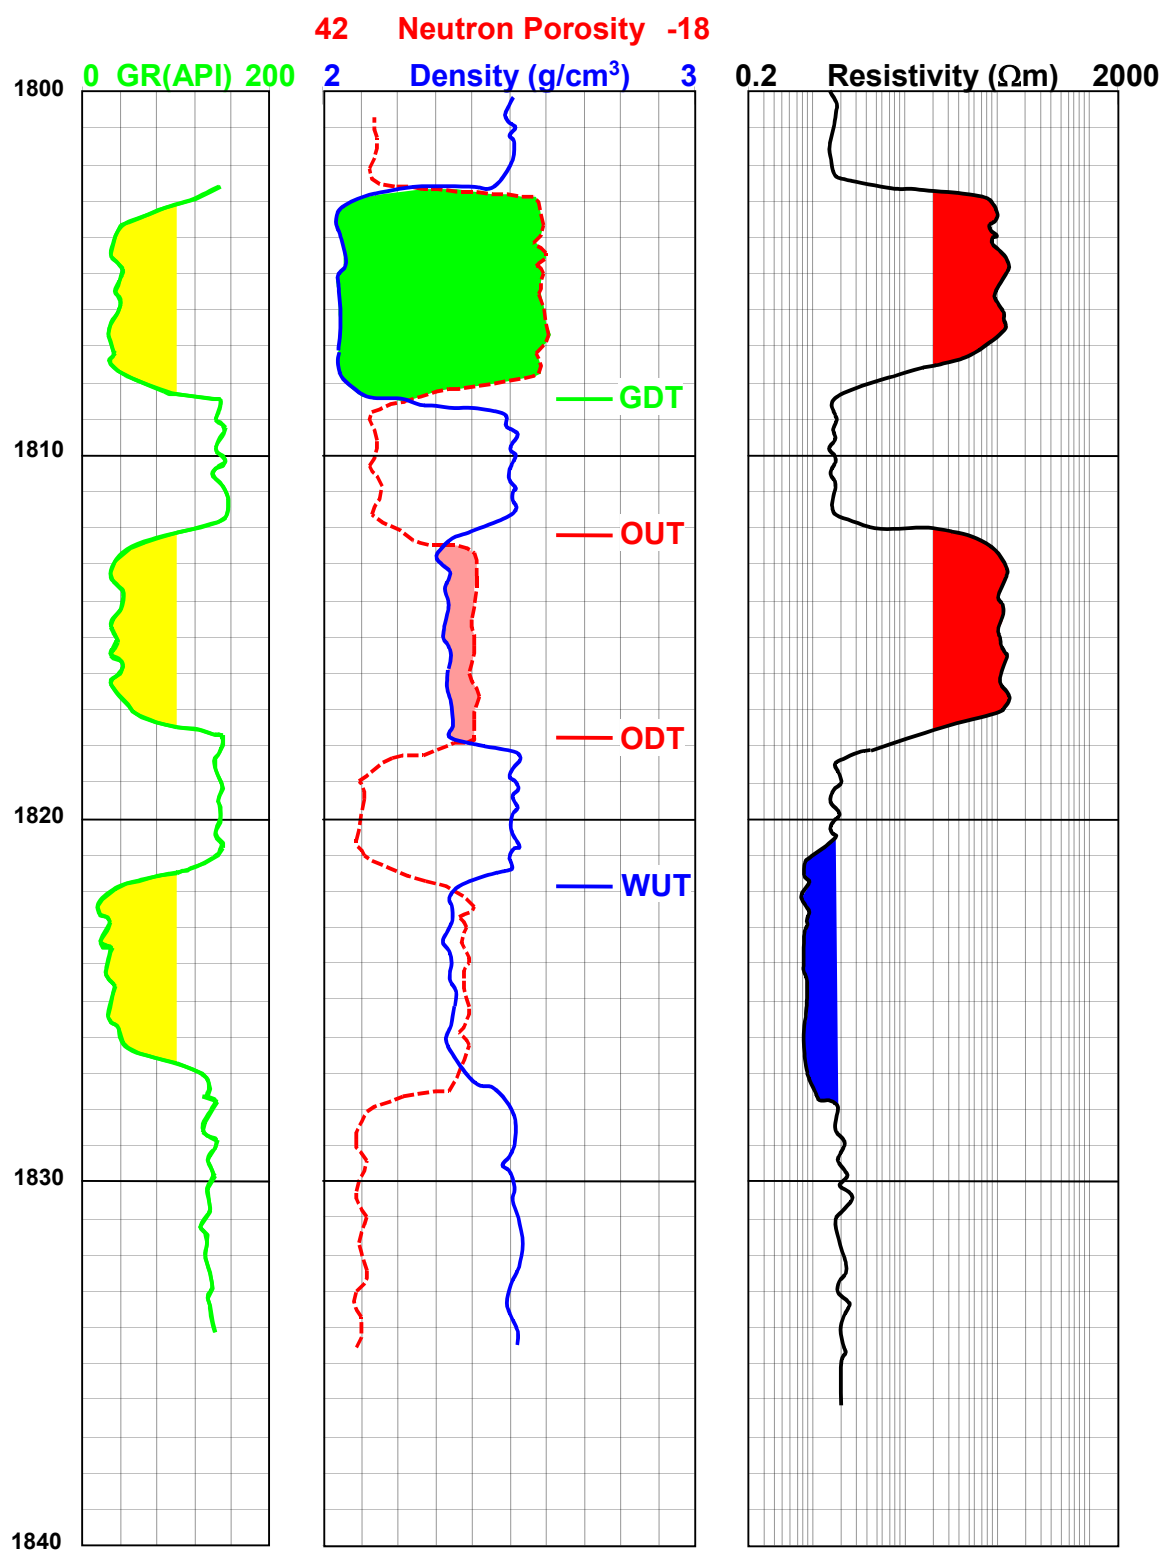 42 Neutron Porosity -18
0 GR(API) 200 2 Density (g/cm³) 3 0.2 Resistivity (Ωm) 2000
1800
GDT
1810
OUT
ODT
1820
WUT
1830
1840